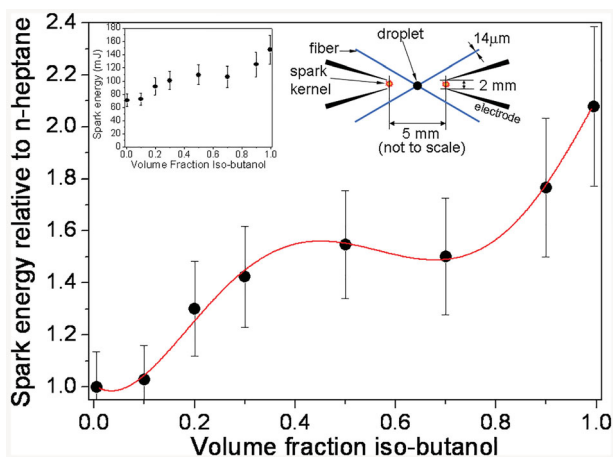 2.4
2.2
2.0
1.8
1.6
1.4
1.2
1.0
Spark energy relative to n-heptane
0.0 0.2 0.4 0.6 0.8 1.0
Volume fraction iso-butanol
180
160
140
120
100
80
60
40
20
0
Spark energy (mJ)
0.0 0.2 0.4 0.6 0.8 1.0
Volume Fraction Iso-butanol
droplet
14μm
fiber
spark
kernel
2 mm
electrode
5 mm
(not to scale)